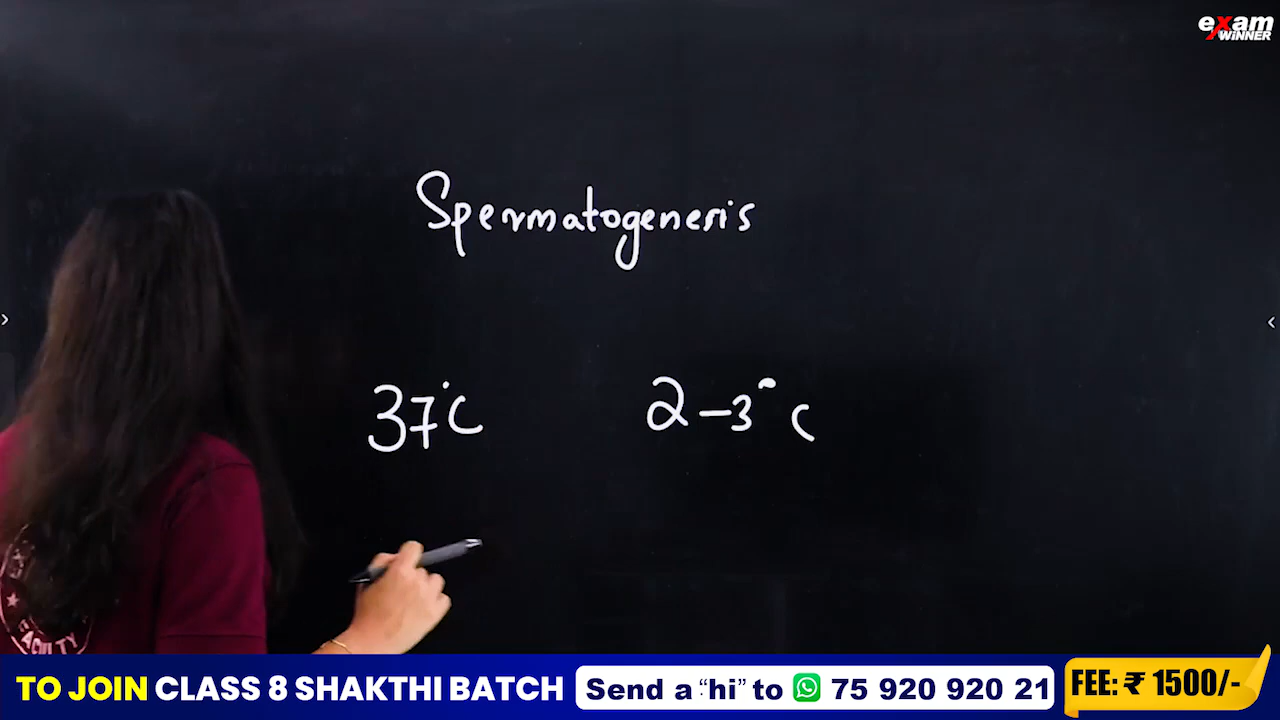 exam
WiNNER
Spermatogenesis
37°C 2-3° C
FACULTY
TO JOIN CLASS 8 SHAKTHI BATCH Send a “hi” to 75 920 920 21 FEE: ₹ 1500/-